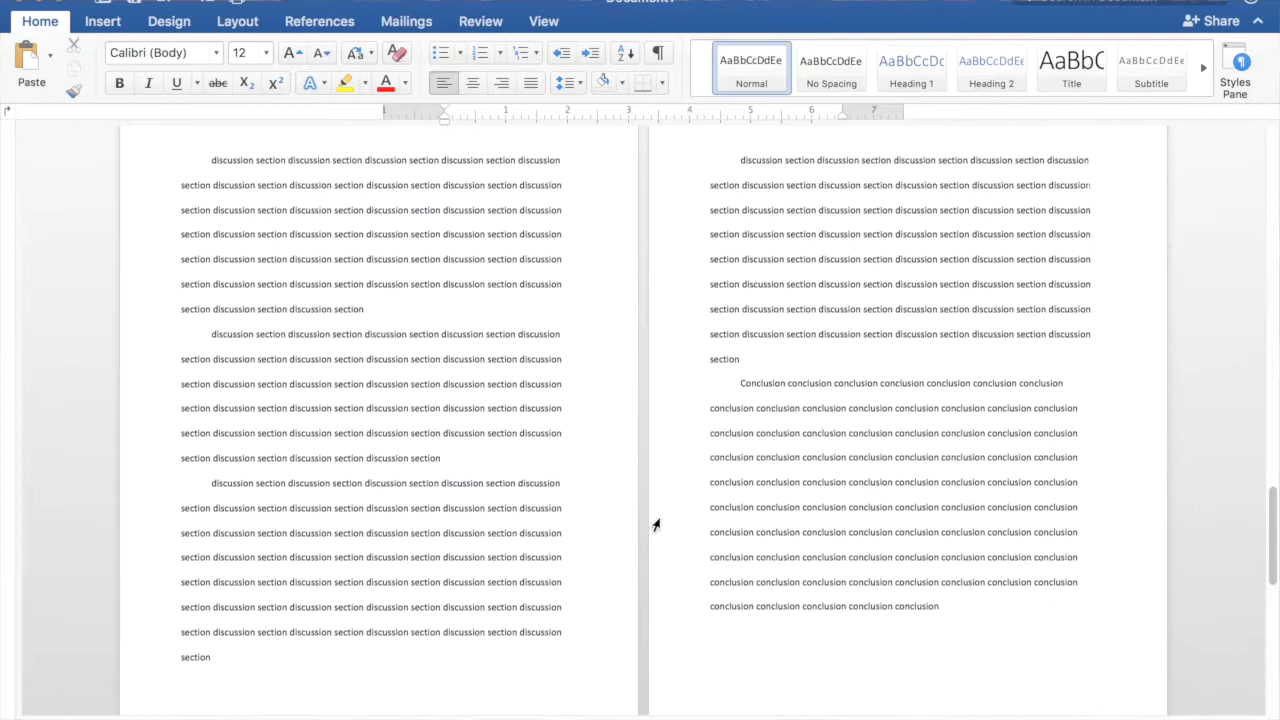 Home Insert Design Layout References Mailings Review View Share
Calibri (Body) 12 A A Aa A
AaBbCcDdEe AaBbCcDdEe AaBbCcDc AaBbCcDdEe AaBbC AaBbCcDdEe
Paste B I U abc X2 X2 A A
Normal No Spacing Heading 1 Heading 2 Title Subtitle Styles Pane
1 1 2 3 4 5 6 7
discussion section discussion section discussion section discussion section discussion
section discussion section discussion section discussion section discussion section discussion
section discussion section discussion section discussion section discussion section discussion
section discussion section discussion section discussion section discussion section discussion
section discussion section discussion section discussion section discussion section discussion
section discussion section discussion section discussion section discussion section discussion
section discussion section discussion section
discussion section discussion section discussion section discussion section discussion
section discussion section discussion section discussion section discussion section discussion
section discussion section discussion section discussion section discussion section discussion
section discussion section discussion section discussion section discussion section discussion
section discussion section discussion section discussion section discussion section discussion
section discussion section discussion section discussion section
discussion section discussion section discussion section discussion section discussion
section discussion section discussion section discussion section discussion section discussion
section discussion section discussion section discussion section discussion section discussion
section discussion section discussion section discussion section discussion section discussion
section discussion section discussion section discussion section discussion section discussion
section discussion section discussion section discussion section discussion section discussion
section discussion section discussion section discussion section discussion section discussion
section
discussion section discussion section discussion section discussion section discussion
section discussion section discussion section discussion section discussion section discussion
section discussion section discussion section discussion section discussion section discussion
section discussion section discussion section discussion section discussion section discussion
section discussion section discussion section discussion section discussion section discussion
section discussion section discussion section discussion section discussion section discussion
section discussion section discussion section discussion section discussion section discussion
section discussion section discussion section discussion section discussion section discussion
section
Conclusion conclusion conclusion conclusion conclusion conclusion conclusion
conclusion conclusion conclusion conclusion conclusion conclusion conclusion conclusion
conclusion conclusion conclusion conclusion conclusion conclusion conclusion conclusion
conclusion conclusion conclusion conclusion conclusion conclusion conclusion conclusion
conclusion conclusion conclusion conclusion conclusion conclusion conclusion conclusion
conclusion conclusion conclusion conclusion conclusion conclusion conclusion conclusion
conclusion conclusion conclusion conclusion conclusion conclusion conclusion conclusion
conclusion conclusion conclusion conclusion conclusion conclusion conclusion conclusion
conclusion conclusion conclusion conclusion conclusion conclusion conclusion conclusion
conclusion conclusion conclusion conclusion conclusion